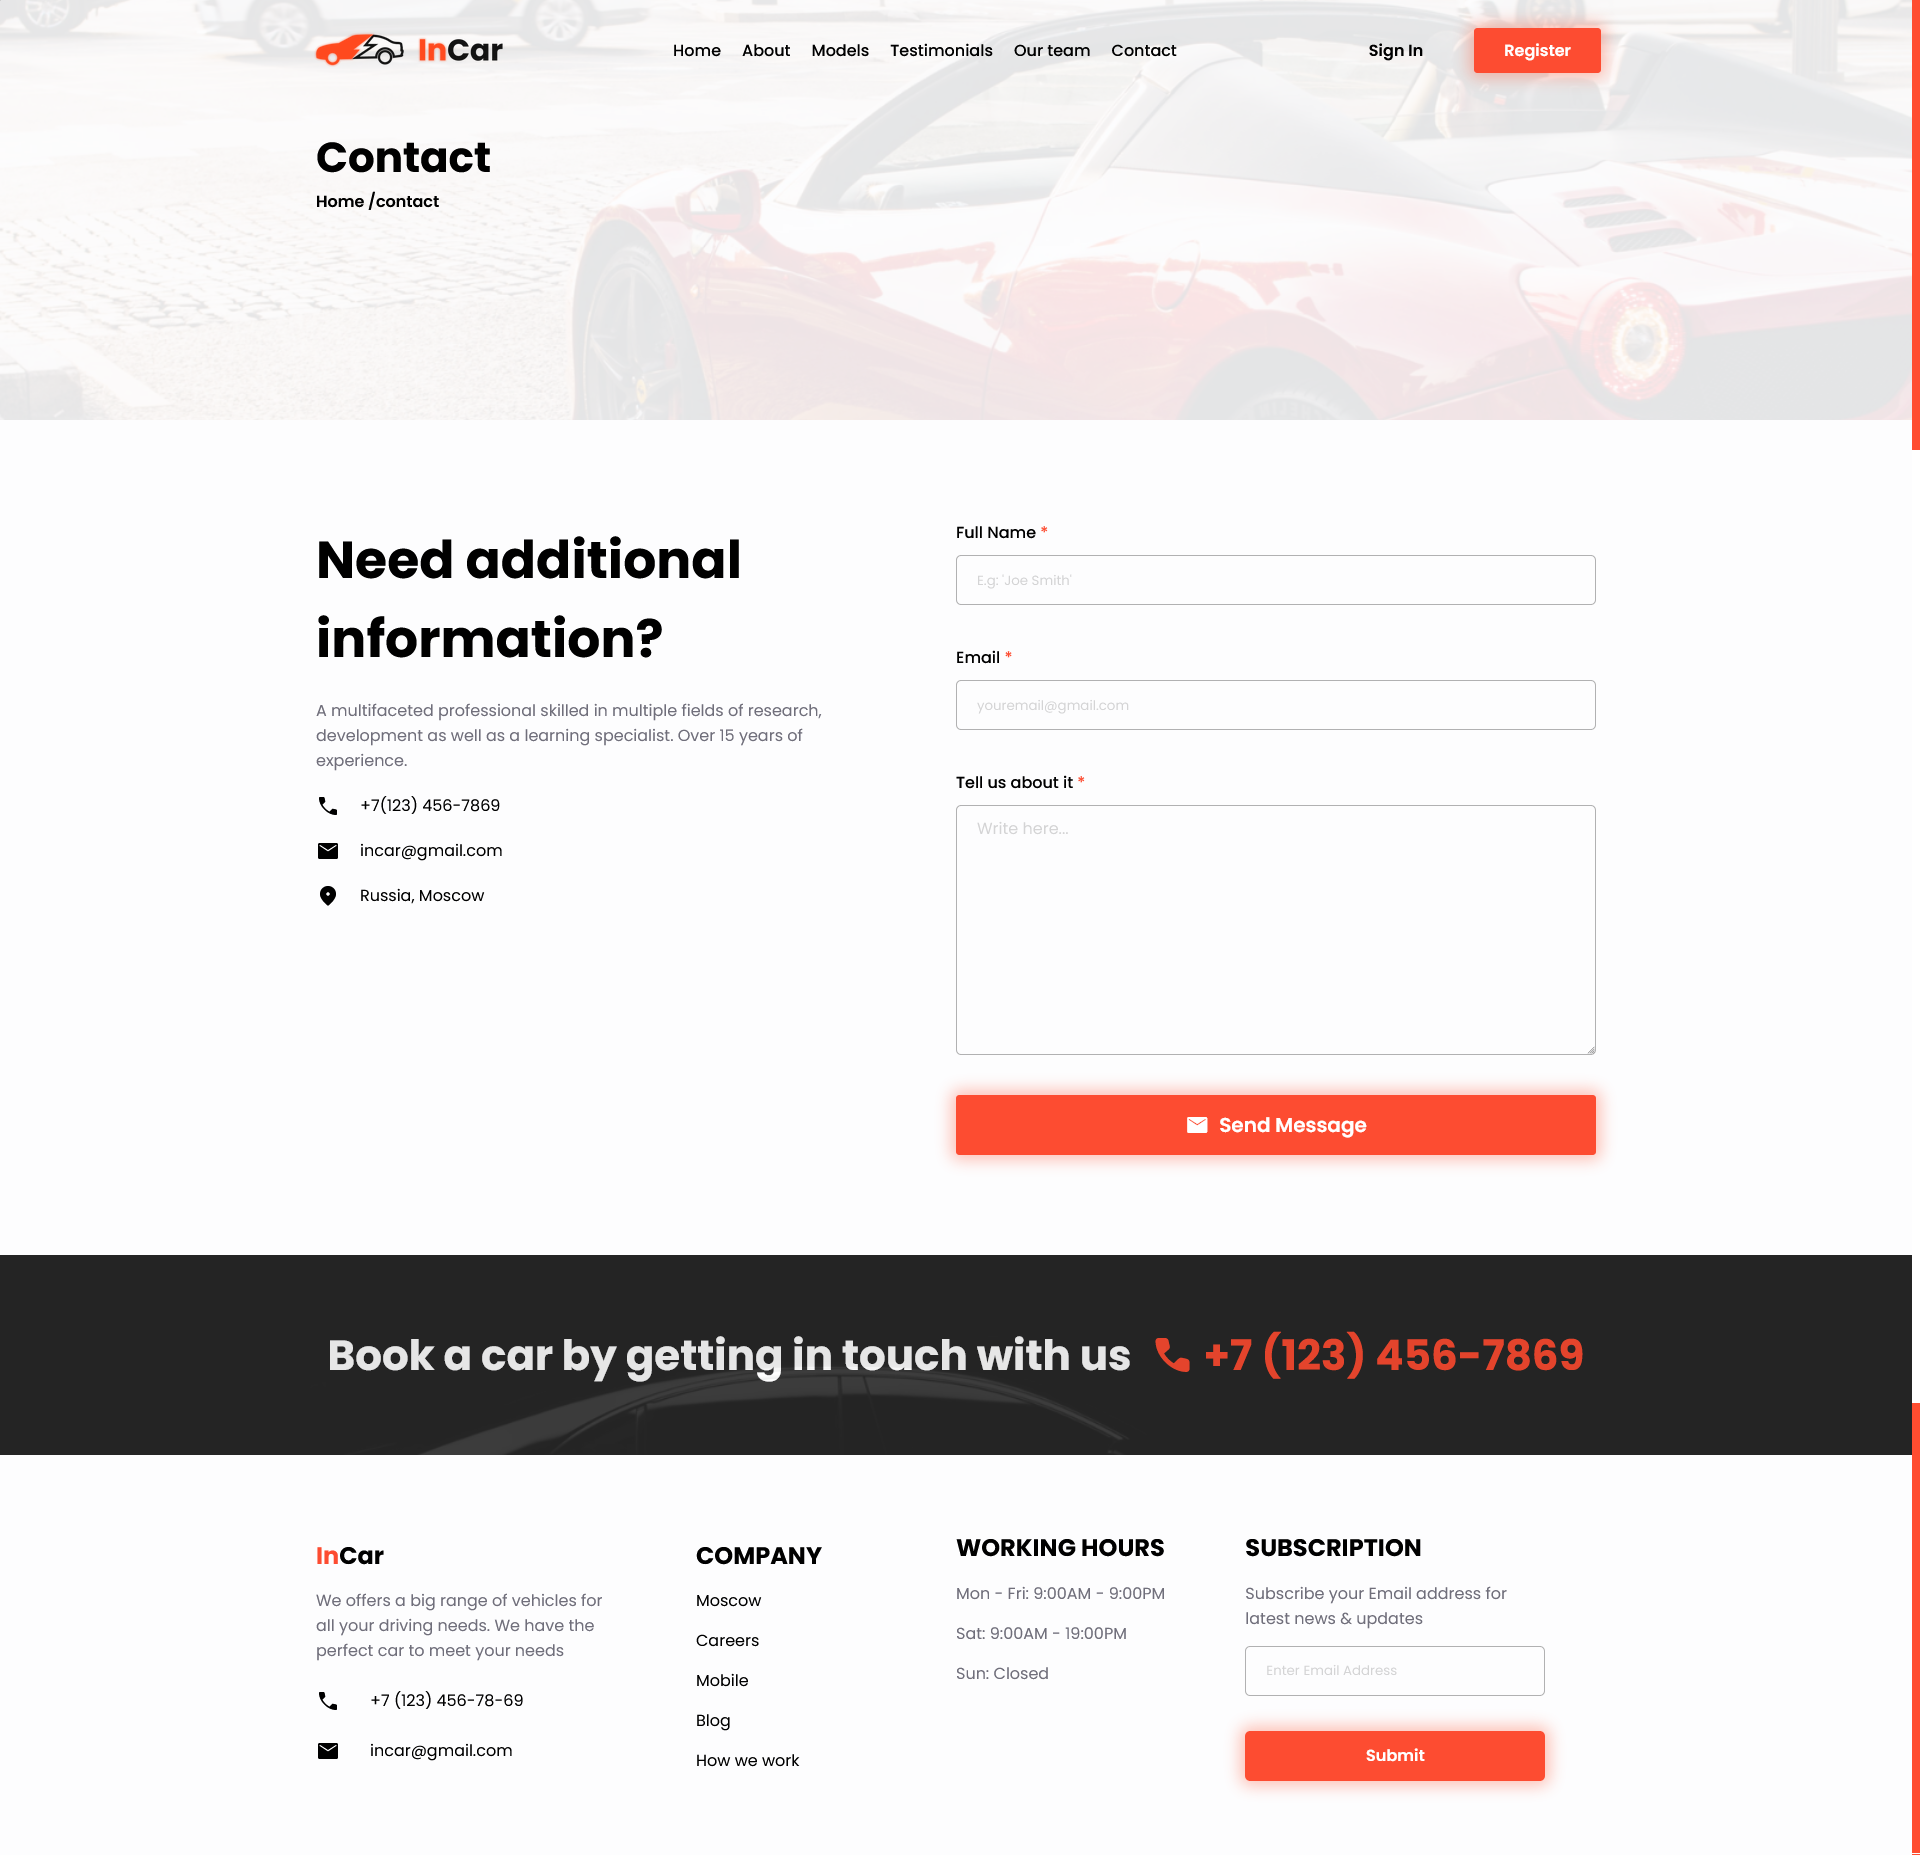 InCar
Home About Models Testimonials Our team Contact
Sign In
Register
Contact
Home /contact
Need additional
information?
A multifaceted professional skilled in multiple fields of research,
development as well as a learning specialist. Over 15 years of
experience.
+7(123) 456-7869
incar@gmail.com
Russia, Moscow
Full Name *
E.g: 'Joe Smith'
Email *
youremail@gmail.com
Tell us about it *
Write here...
Send Message
Book a car by getting in touch with us +7 (123) 456-7869
InCar
We offers a big range of vehicles for
all your driving needs. We have the
perfect car to meet your needs
+7 (123) 456-78-69
incar@gmail.com
COMPANY
Moscow
Careers
Mobile
Blog
How we work
WORKING HOURS
Mon - Fri: 9:00AM - 9:00PM
Sat: 9:00AM - 19:00PM
Sun: Closed
SUBSCRIPTION
Subscribe your Email address for
latest news & updates
Enter Email Address
Submit